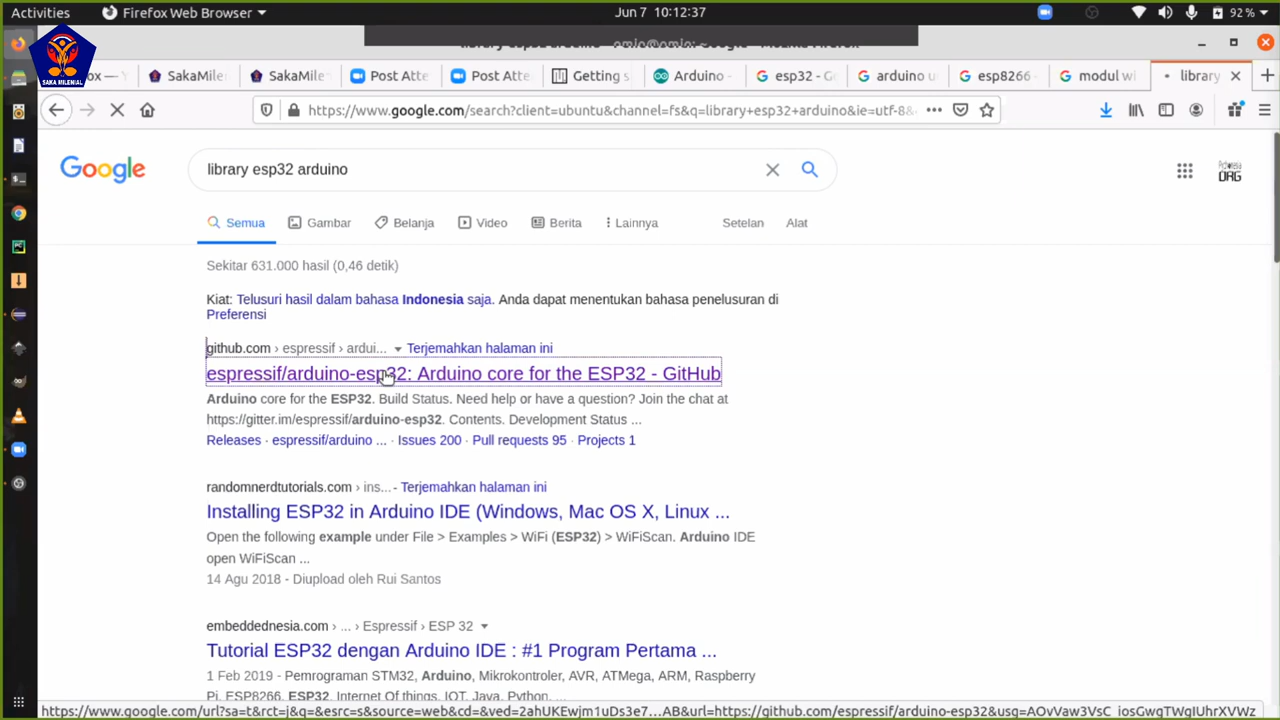 Activities
Firefox Web Browser
Jun 7 10:12:37
92 %
SAKA MILENIAL
SakaMile
SakaMile
Post Atte
Post Atte
Getting s
Arduino -
esp32 - G
arduino
esp8266
modul wi
library
https://www.google.com/search?client=ubuntu&channel=fs&q=library+esp32+arduino&ie=utf-8&
Google
library esp32 arduino
ORG
Semua
Gambar
Belanja
Video
Berita
Lainnya
Setelan
Alat
Sekitar 631.000 hasil (0,46 detik)
Kiat: Telusuri hasil dalam bahasa Indonesia saja. Anda dapat menentukan bahasa penelusuran di
Preferensi
github.com › espressif › ardui... Terjemahkan halaman ini
espressif/arduino-esp32: Arduino core for the ESP32 - GitHub
Arduino core for the ESP32. Build Status. Need help or have a question? Join the chat at
https://gitter.im/espressif/arduino-esp32. Contents. Development Status ...
Releases · espressif/arduino ... · Issues 200 · Pull requests 95 · Projects 1
randomnerdtutorials.com › ins... - Terjemahkan halaman ini
Installing ESP32 in Arduino IDE (Windows, Mac OS X, Linux ...
Open the following example under File > Examples > WiFi (ESP32) > WiFiScan. Arduino IDE
open WiFiScan ...
14 Agu 2018 - Diupload oleh Rui Santos
embeddednesia.com › ... › Espressif › ESP 32
Tutorial ESP32 dengan Arduino IDE : #1 Program Pertama ...
1 Feb 2019 - Pemrograman STM32, Arduino, Mikrokontroler, AVR, ATMega, ARM, Raspberry
Pi, ESP8266, ESP32, Internet Of things, IOT, Java, Python, ...
https://www.google.com/url?sa=t&rct=j&q=&esrc=s&source=web&cd=&ved=2ahUKEwjm1uDs3e7...AB&url=https://github.com/espressif/arduino-esp32&usg=AOvVaw3VsC_iosGwgTWgIUhrXVWz